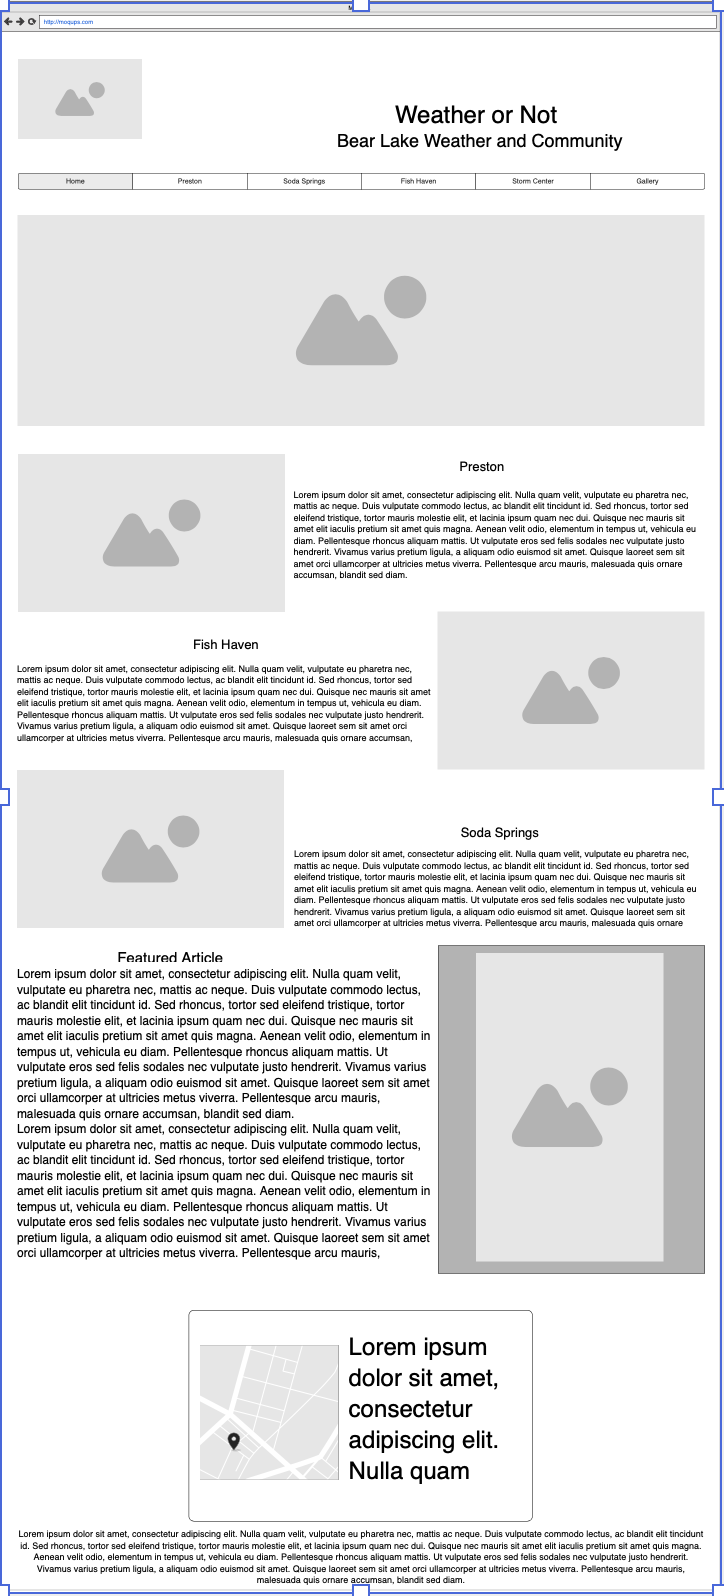 http://moqups.com
Weather or Not
Bear Lake Weather and Community
Home
Preston
Soda Springs
Fish Haven
Storm Center
Gallery
Preston
Lorem ipsum dolor sit amet, consectetur adipiscing elit. Nulla quam velit, vulputate eu pharetra nec,
mattis ac neque. Duis vulputate commodo lectus, ac blandit elit tincidunt id. Sed rhoncus, tortor sed
eleifend tristique, tortor mauris molestie elit, et lacinia ipsum quam nec dui. Quisque nec mauris sit
amet elit iaculis pretium sit amet quis magna. Aenean velit odio, elementum in tempus ut, vehicula eu
diam. Pellentesque rhoncus aliquam mattis. Ut vulputate eros sed felis sodales nec vulputate justo
hendrerit. Vivamus varius pretium ligula, a aliquam odio euismod sit amet. Quisque laoreet sem sit amet
orci ullamcorper at ultricies metus viverra. Pellentesque arcu mauris, malesuada quis ornare
accumsan, blandit sed diam.
Fish Haven
Lorem ipsum dolor sit amet, consectetur adipiscing elit. Nulla quam velit, vulputate eu pharetra nec,
mattis ac neque. Duis vulputate commodo lectus, ac blandit elit tincidunt id. Sed rhoncus, tortor sed
eleifend tristique, tortor mauris molestie elit, et lacinia ipsum quam nec dui. Quisque nec mauris sit amet
elit iaculis pretium sit amet quis magna. Aenean velit odio, elementum in tempus ut, vehicula eu diam.
Pellentesque rhoncus aliquam mattis. Ut vulputate eros sed felis sodales nec vulputate justo hendrerit.
Vivamus varius pretium ligula, a aliquam odio euismod sit amet. Quisque laoreet sem sit amet orci
ullamcorper at ultricies metus viverra. Pellentesque arcu mauris, malesuada quis ornare accumsan,
Soda Springs
Lorem ipsum dolor sit amet, consectetur adipiscing elit. Nulla quam velit, vulputate eu pharetra nec,
mattis ac neque. Duis vulputate commodo lectus, ac blandit elit tincidunt id. Sed rhoncus, tortor sed
eleifend tristique, tortor mauris molestie elit, et lacinia ipsum quam nec dui. Quisque nec mauris sit
amet elit iaculis pretium sit amet quis magna. Aenean velit odio, elementum in tempus ut, vehicula eu
diam. Pellentesque rhoncus aliquam mattis. Ut vulputate eros sed felis sodales nec vulputate justo
hendrerit. Vivamus varius pretium ligula, a aliquam odio euismod sit amet. Quisque laoreet sem sit
amet orci ullamcorper at ultricies metus viverra. Pellentesque arcu mauris, malesuada quis ornare
Featured Article
Lorem ipsum dolor sit amet, consectetur adipiscing elit. Nulla quam velit,
vulputate eu pharetra nec, mattis ac neque. Duis vulputate commodo lectus,
ac blandit elit tincidunt id. Sed rhoncus, tortor sed eleifend tristique, tortor
mauris molestie elit, et lacinia ipsum quam nec dui. Quisque nec mauris sit
amet elit iaculis pretium sit amet quis magna. Aenean velit odio, elementum in
tempus ut, vehicula eu diam. Pellentesque rhoncus aliquam mattis. Ut
vulputate eros sed felis sodales nec vulputate justo hendrerit. Vivamus varius
pretium ligula, a aliquam odio euismod sit amet. Quisque laoreet sem sit amet
orci ullamcorper at ultricies metus viverra. Pellentesque arcu mauris,
malesuada quis ornare accumsan, blandit sed diam.
Lorem ipsum dolor sit amet, consectetur adipiscing elit. Nulla quam velit,
vulputate eu pharetra nec, mattis ac neque. Duis vulputate commodo lectus,
ac blandit elit tincidunt id. Sed rhoncus, tortor sed eleifend tristique, tortor
mauris molestie elit, et lacinia ipsum quam nec dui. Quisque nec mauris sit
amet elit iaculis pretium sit amet quis magna. Aenean velit odio, elementum in
tempus ut, vehicula eu diam. Pellentesque rhoncus aliquam mattis. Ut
vulputate eros sed felis sodales nec vulputate justo hendrerit. Vivamus varius
pretium ligula, a aliquam odio euismod sit amet. Quisque laoreet sem sit amet
orci ullamcorper at ultricies metus viverra. Pellentesque arcu mauris,
Lorem ipsum
dolor sit amet,
consectetur
adipiscing elit.
Nulla quam
Lorem ipsum dolor sit amet, consectetur adipiscing elit. Nulla quam velit, vulputate eu pharetra nec, mattis ac neque. Duis vulputate commodo lectus, ac blandit elit tincidunt
id. Sed rhoncus, tortor sed eleifend tristique, tortor mauris molestie elit, et lacinia ipsum quam nec dui. Quisque nec mauris sit amet elit iaculis pretium sit amet quis magna.
Aenean velit odio, elementum in tempus ut, vehicula eu diam. Pellentesque rhoncus aliquam mattis. Ut vulputate eros sed felis sodales nec vulputate justo hendrerit.
Vivamus varius pretium ligula, a aliquam odio euismod sit amet. Quisque laoreet sem sit amet orci ullamcorper at ultricies metus viverra. Pellentesque arcu mauris,
malesuada quis ornare accumsan, blandit sed diam.